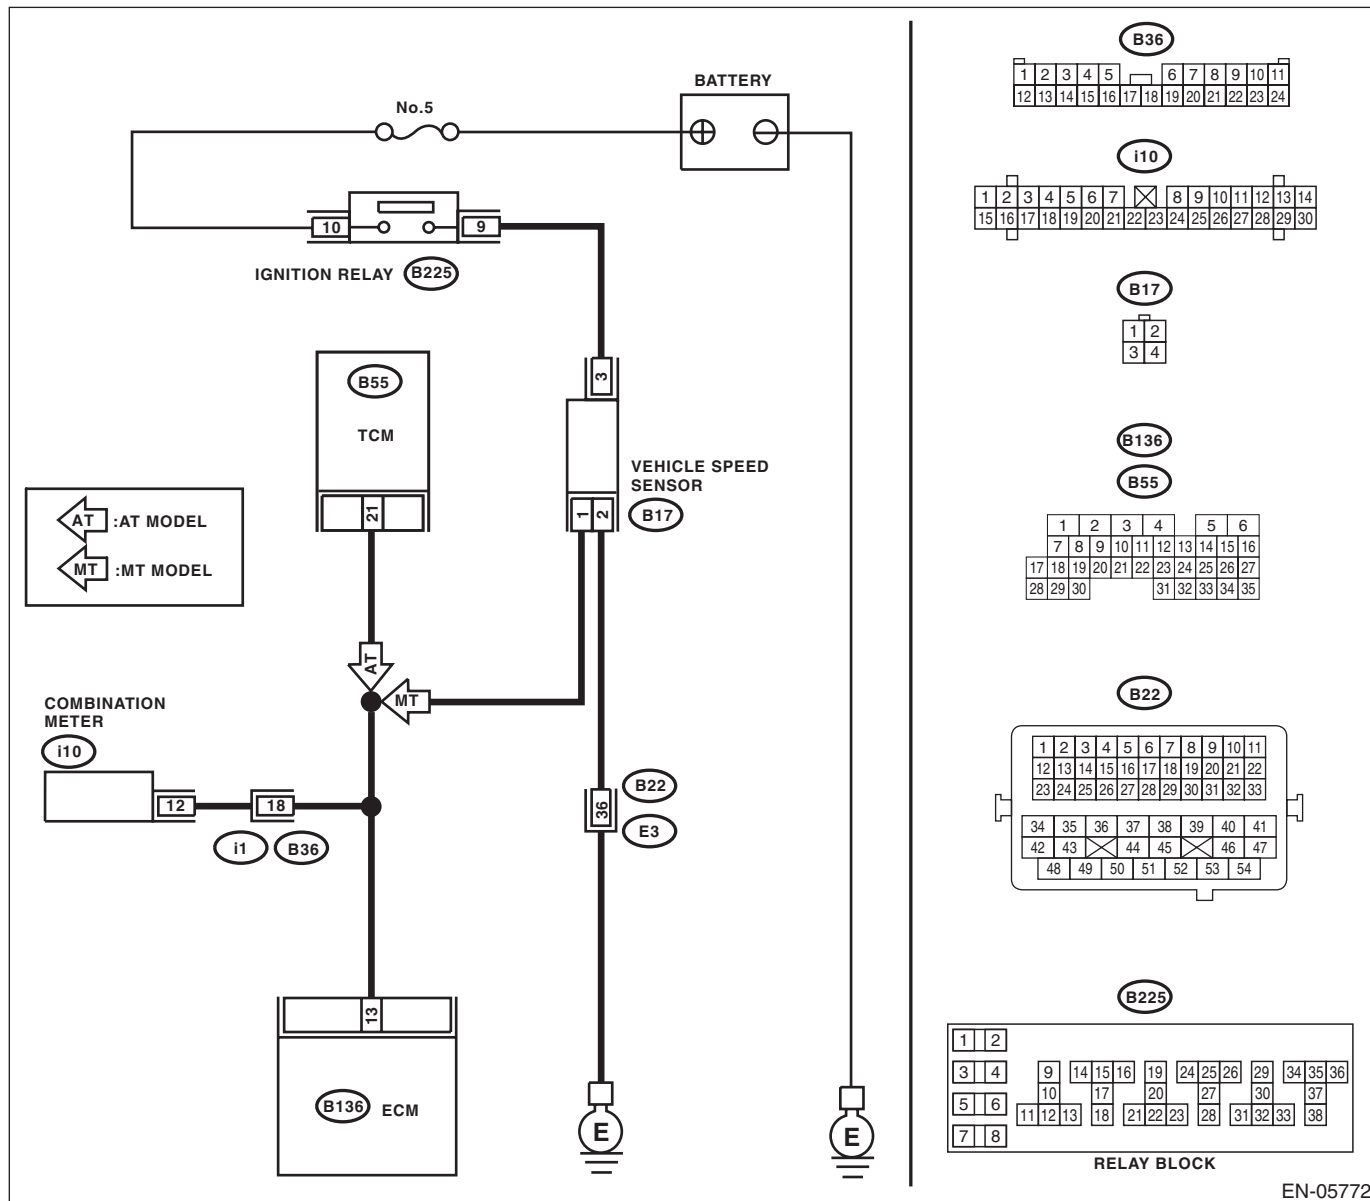 BATTERY
No.5
10
9
IGNITION RELAY B225
3
B55
TCM
21
VEHICLE SPEED
SENSOR
1 2
B17
AT :AT MODEL
MT :MT MODEL
AT
MT
COMBINATION
METER
i10
12
18
i1 B36
36
B22
E3
13
B136 ECM
E
E
B36
1 2 3 4 5 6 7 8 9 10 11
12 13 14 15 16 17 18 19 20 21 22 23 24
i10
1 2 3 4 5 6 7 8 9 10 11 12 13 14
15 16 17 18 19 20 21 22 23 24 25 26 27 28 29 30
B17
1 2
3 4
B136
B55
1 2 3 4 5 6
7 8 9 10 11 12 13 14 15 16
17 18 19 20 21 22 23 24 25 26 27
28 29 30 31 32 33 34 35
B22
1 2 3 4 5 6 7 8 9 10 11
12 13 14 15 16 17 18 19 20 21 22
23 24 25 26 27 28 29 30 31 32 33
34 35 36 37 38 39 40 41
42 43 44 45 46 47
48 49 50 51 52 53 54
B225
1 2
3 4 9 14 15 16 19 24 25 26 29 34 35 36
10 17 20 27 30 37
5 6 11 12 13 18 21 22 23 28 31 32 33 38
7 8
RELAY BLOCK
EN-05772